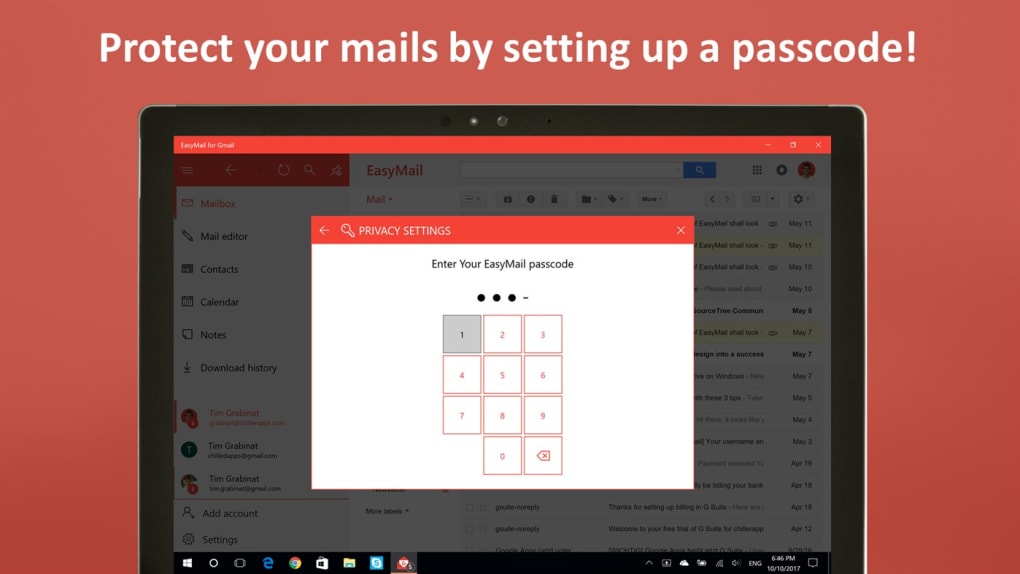 Protect your mails by setting up a passcode!
EasyMail for Gmail
EasyMail
Mailbox
Mail
More
Mail editor
Contacts
Calendar
Notes
Download history
Tim Grabinat
grabinat@chillerapps.com
Tim Grabinat
chilledapps@gmail.com
Tim Grabinat
tim.grabinat@gmail.com
Add account
Settings
PRIVACY SETTINGS
Enter Your EasyMail passcode
1 2 3
4 5 6
7 8 9
0
of EasyMail shall look - May 11
of EasyMail shall look - May 11
of EasyMail shall look - May 10
- Please read about May 10
SourceTree Commun May 8
of EasyMail shall look - May 7
design into a success May 7
ive on Windows - New May 7
with these 3 tips - Take May 5
Hi there, it looks like y May 4
ail] Your username an May 3
Payment received Apr 19
ly be billing your bank Apr 18
More labels
gsuite-noreply Thanks for setting up billing in G Suite - Here are Apr 18
gsuite-noreply Welcome to your free trial of G Suite for chillerapp Apr 12
ENG
6:46 PM
10/10/2017